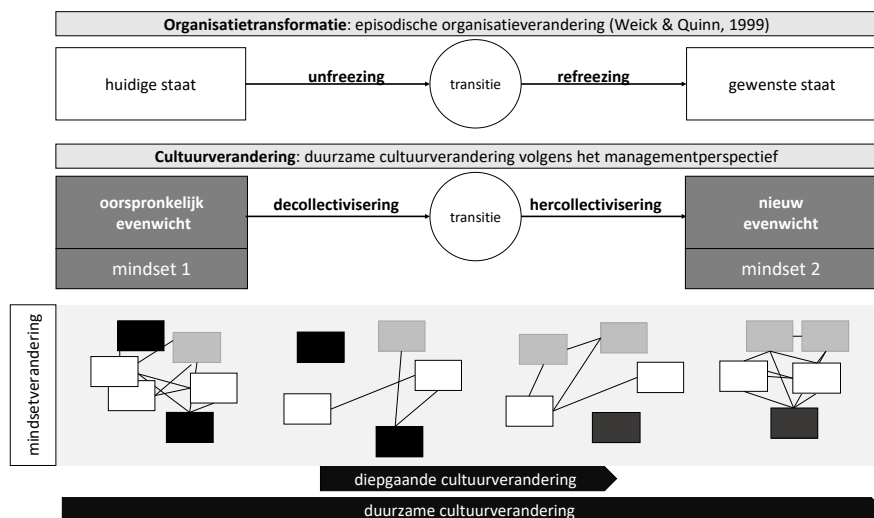 Organisatietransformatie: episodische organisatieverandering (Weick & Quinn, 1999)
huidige staat
unfreezing
transitie
refreezing
gewenste staat
Cultuurverandering: duurzame cultuurverandering volgens het managementperspectief
oorspronkelijk
evenwicht
mindset 1
decollectivisering
transitie
hercollectivisering
nieuw
evenwicht
mindset 2
mindsetverandering
diepgaande cultuurverandering
duurzame cultuurverandering